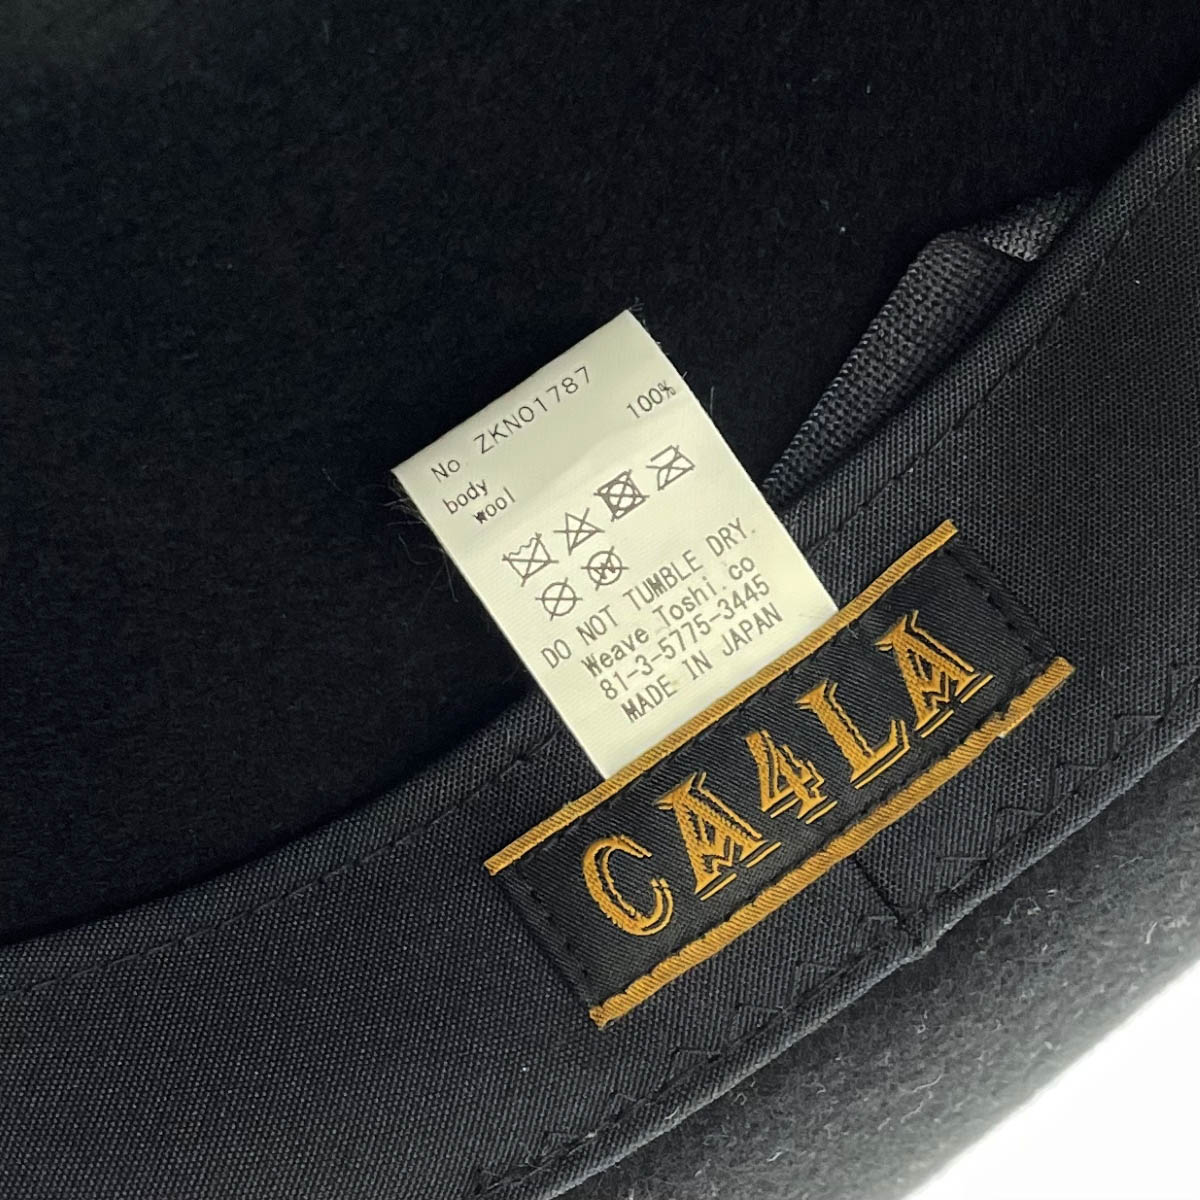 No. ZKN01787
body
wool 100%
DO NOT TUMBLE DRY.
Weave Toshi.co
81-3-5775-3445
MADE IN JAPAN
CA4LA